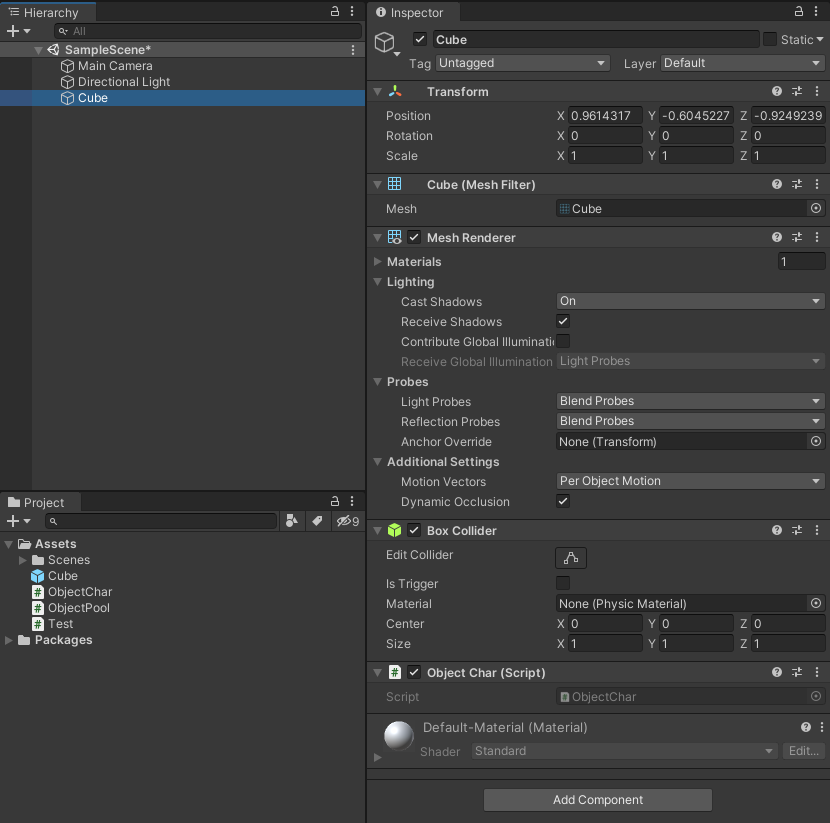 Hierarchy
All
SampleScene*
Main Camera
Directional Light
Cube
Project
9
Assets
Scenes
Cube
ObjectChar
ObjectPool
Test
Packages
Inspector
Cube
Static
Tag Untagged Layer Default
Transform
Position X 0.9614317 Y -0.6045227 Z -0.9249239
Rotation X 0 Y 0 Z 0
Scale X 1 Y 1 Z 1
Cube (Mesh Filter)
Mesh Cube
Mesh Renderer
Materials 1
Lighting
Cast Shadows On
Receive Shadows
Contribute Global Illuminati
Receive Global Illumination Light Probes
Probes
Light Probes Blend Probes
Reflection Probes Blend Probes
Anchor Override None (Transform)
Additional Settings
Motion Vectors Per Object Motion
Dynamic Occlusion
Box Collider
Edit Collider
Is Trigger
Material None (Physic Material)
Center X 0 Y 0 Z 0
Size X 1 Y 1 Z 1
# Object Char (Script)
Script ObjectChar
Default-Material (Material)
Shader Standard Edit...
Add Component